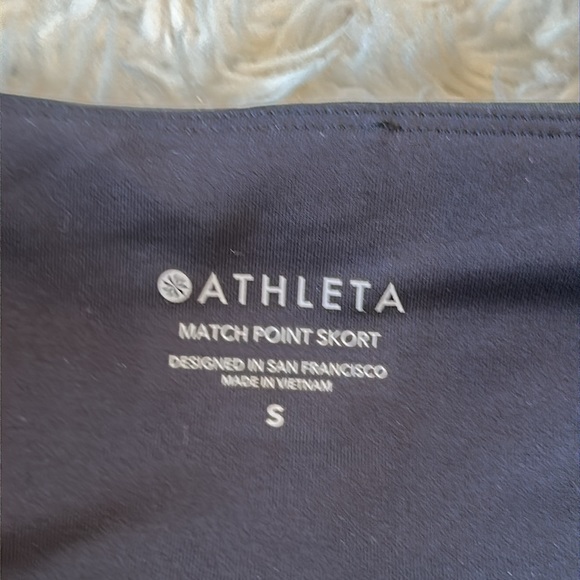 ATHLETA
MATCH POINT SKORT
DESIGNED IN SAN FRANCISCO
MADE IN VIETNAM
S